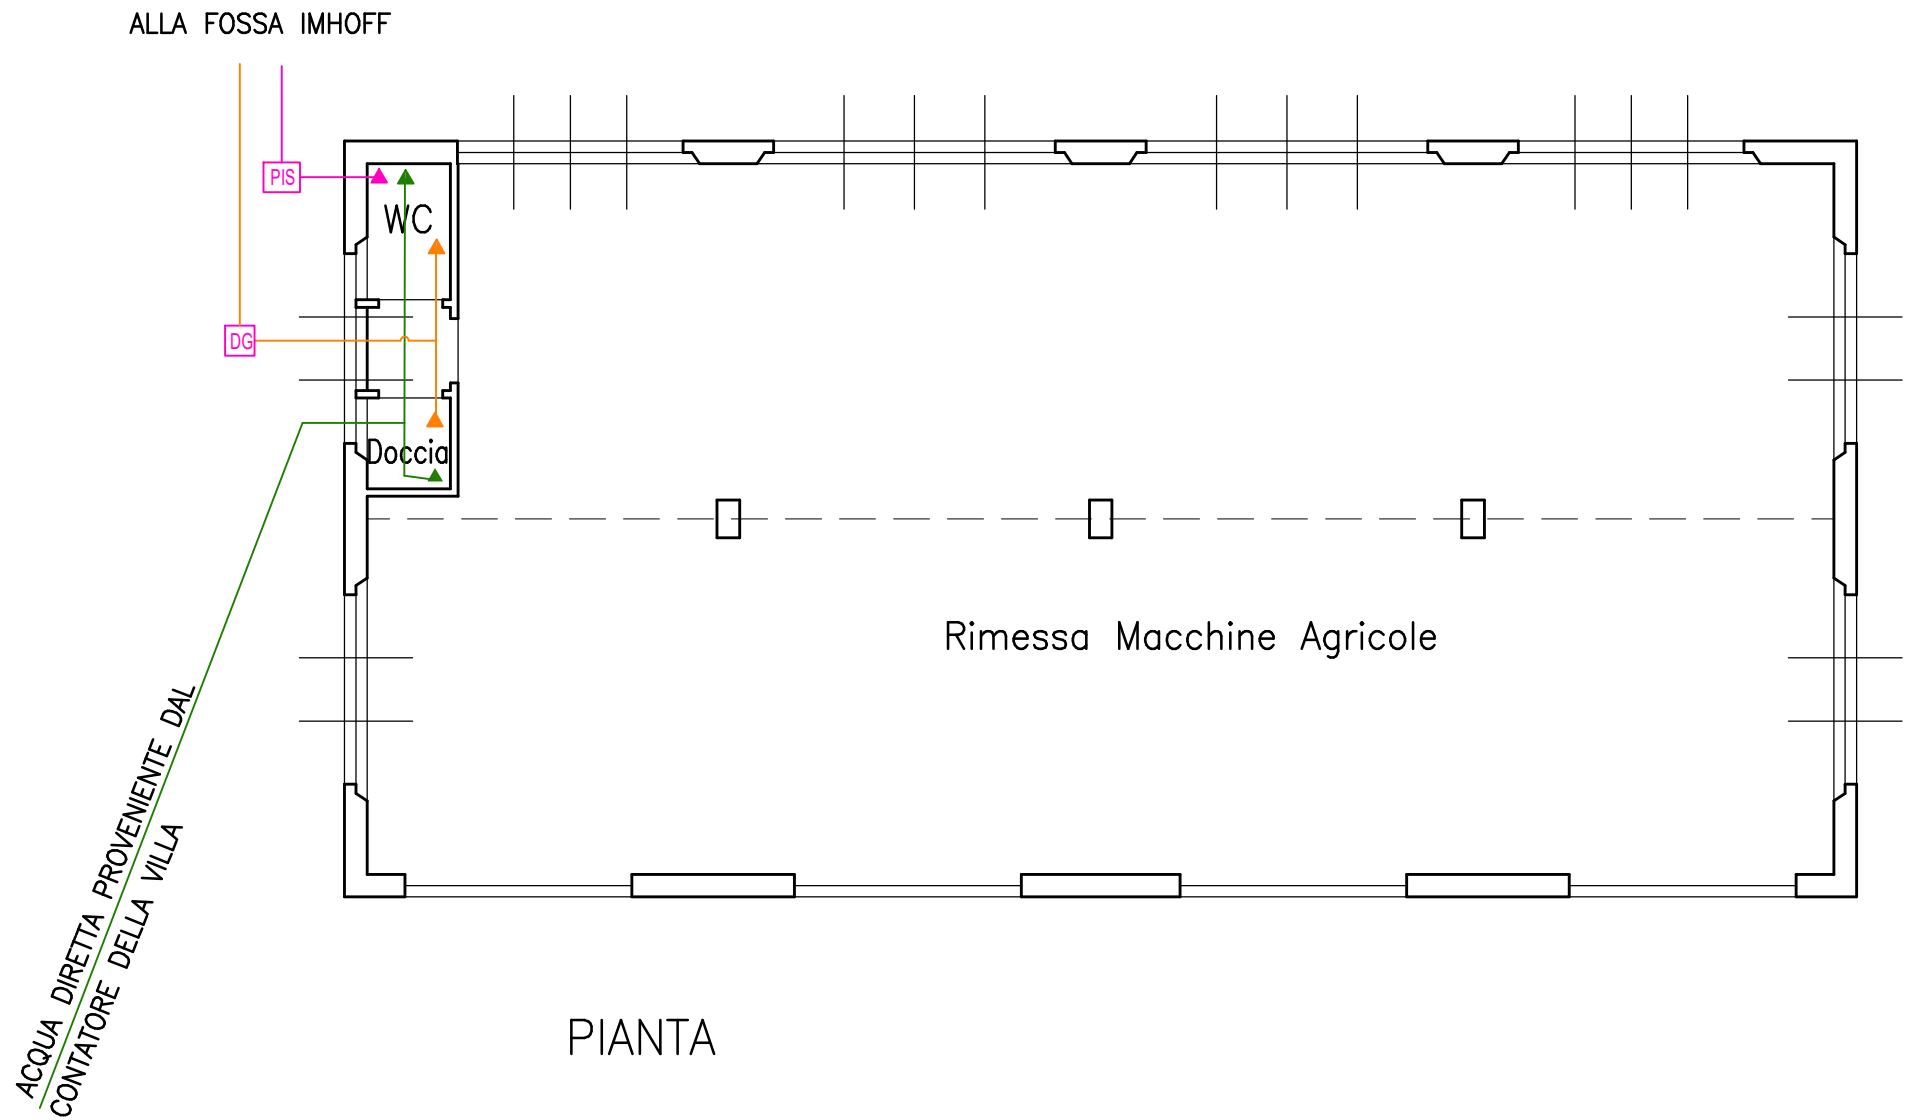 ALLA FOSSA IMHOFF
PIS
WC
DG
Doccia
Rimessa Macchine Agricole
ACQUA DIRETTA PROVENIENTE DAL
CONTATORE DELLA VILLA
PIANTA